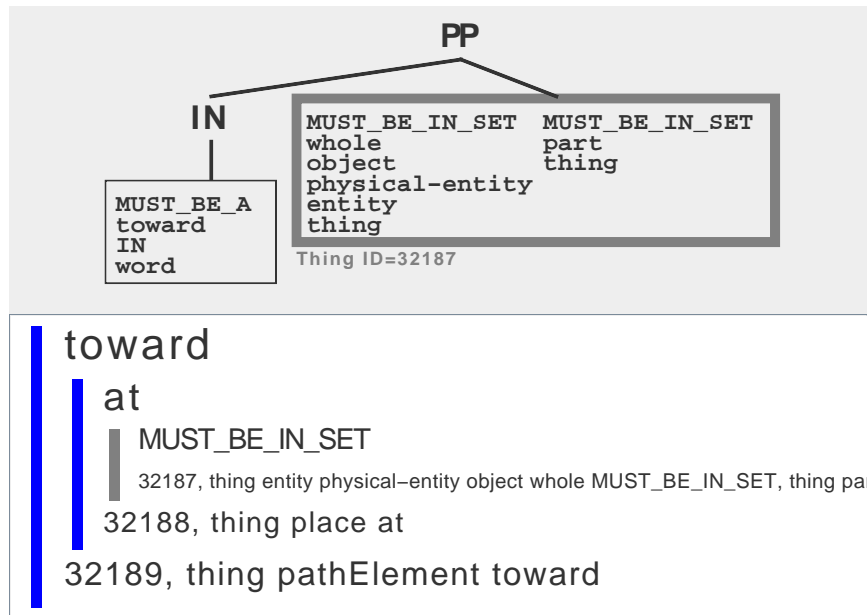 PP
IN
MUST_BE_IN_SET MUST_BE_IN_SET
whole part
object thing
physical−entity
entity
thing
MUST_BE_A
toward
IN
word
Thing ID=32187
toward
at
MUST_BE_IN_SET
32187, thing entity physical−entity object whole MUST_BE_IN_SET, thing
32188, thing place at
32189, thing pathElement toward